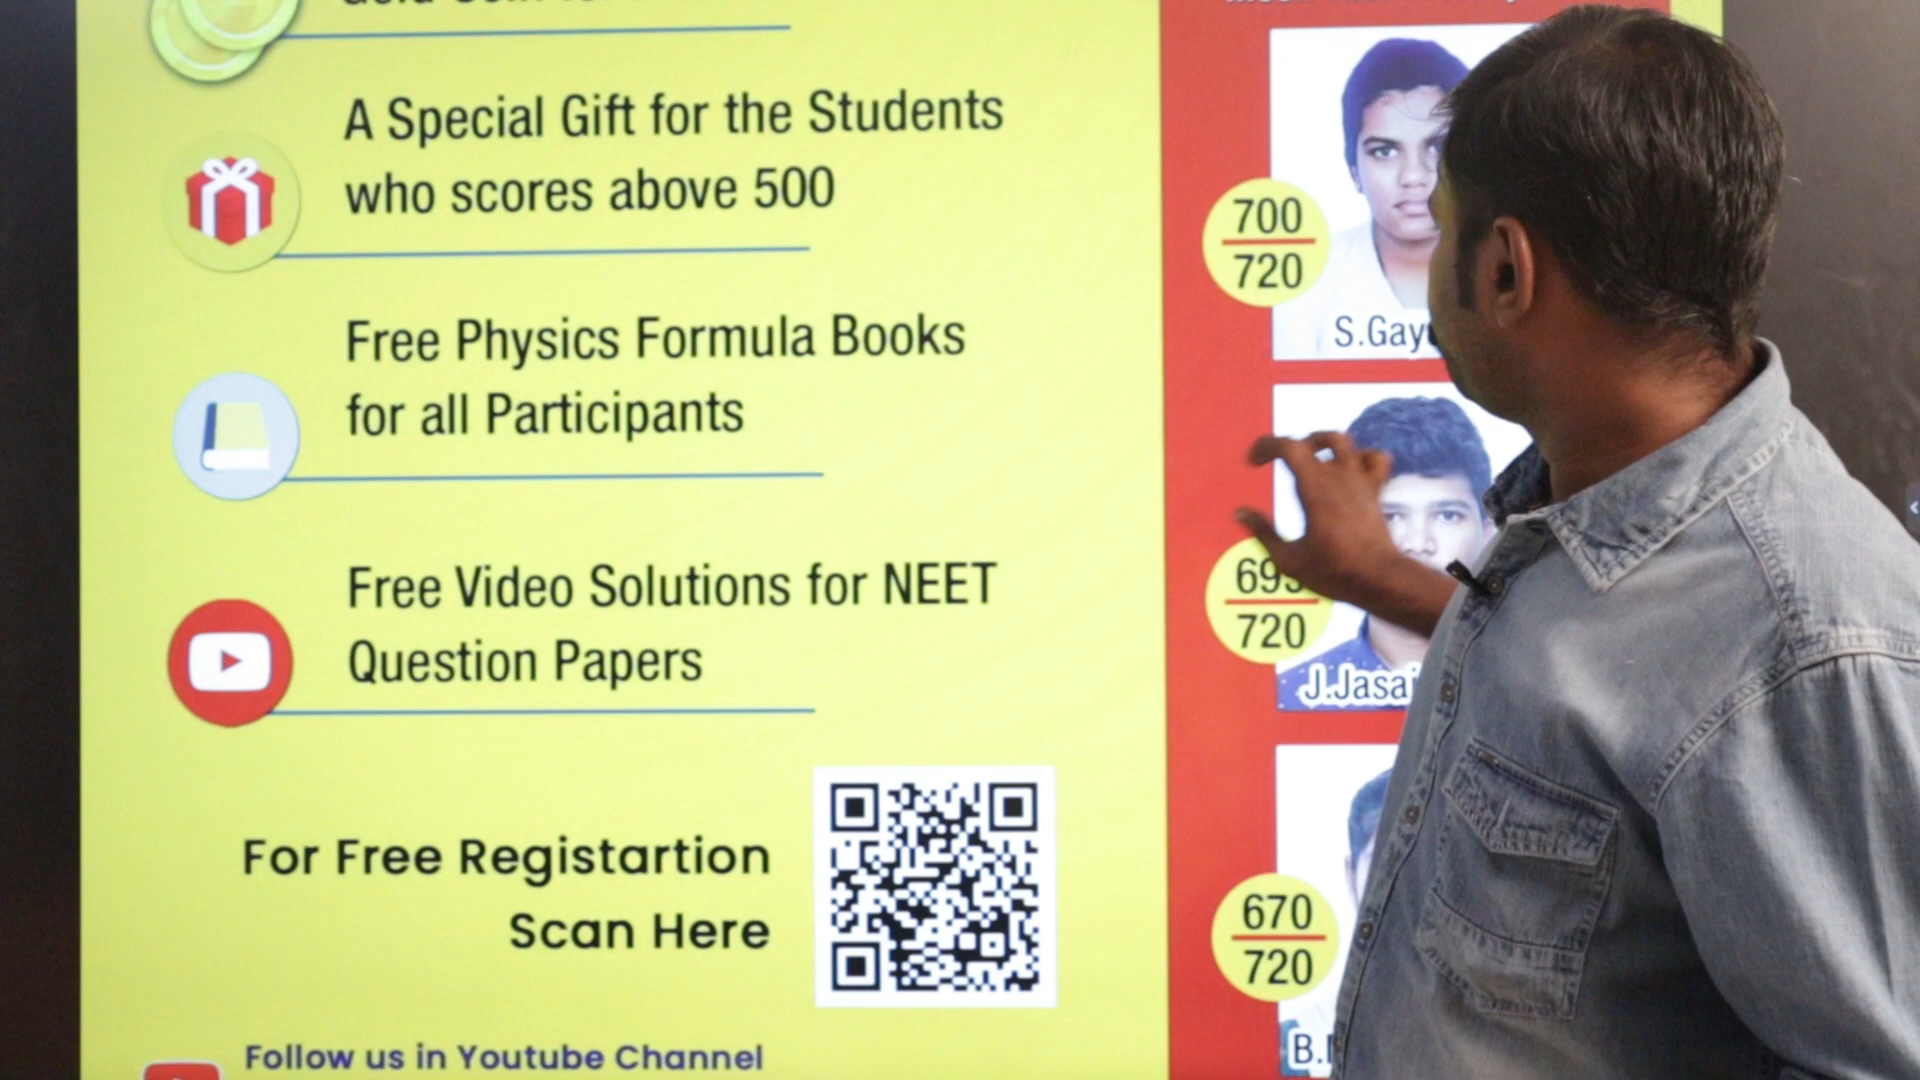 A Special Gift for the Students
who scores above 500
Free Physics Formula Books
for all Participants
Free Video Solutions for NEET
Question Papers
For Free Registartion
Scan Here
Follow us in Youtube Channel
700
720
720
670
720